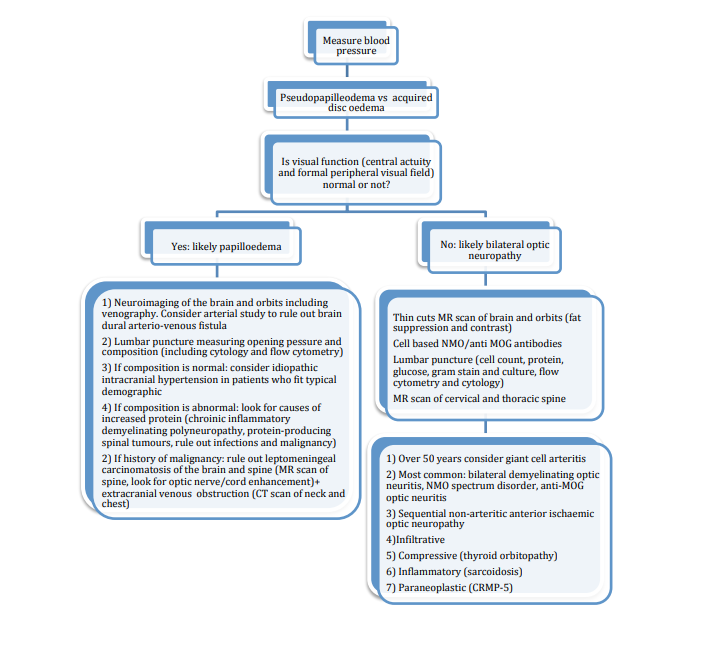 Measure blood
pressure
Pseudopapilleodema vs acquired
disc oedema
Is visual function (central actuity
and formal peripheral visual field)
normal or not?
Yes: likely papilloedema
No: likely bilateral optic
neuropathy
1) Neuroimaging of the brain and orbits including
venography. Consider arterial study to rule out brain
dural arterio-venous fistula
2) Lumbar puncture measuring opening pessure and
composition (including cytology and flow cytometry)
3) If composition is normal: consider idiopathic
intracranial hypertension in patients who fit typical
demographic
4) If composition is abnormal: look for causes of
increased protein (chroinic inflammatory
demyelinating polyneuropathy, protein-producing
spinal tumours, rule out infections and malignancy)
2) If history of malignancy: rule out leptomeningeal
carcinomatosis of the brain and spine (MR scan of
spine, look for optic nerve/cord enhancement)+
extracranial venous obstruction (CT scan of neck and
chest)
Thin cuts MR scan of brain and orbits (fat
suppression and contrast)
Cell based NMO/anti MOG antibodies
Lumbar puncture (cell count, protein,
glucose, gram stain and culture, flow
cytometry and cytology)
MR scan of cervical and thoracic spine
1) Over 50 years consider giant cell arteritis
2) Most common: bilateral demyelinating optic
neuritis, NMO spectrum disorder, anti-MOG
optic neuritis
3) Sequential non-arteritic anterior ischaemic
optic neuropathy
4)Infiltrative
5) Compressive (thyroid orbitopathy)
6) Inflammatory (sarcoidosis)
7) Paraneoplastic (CRMP-5)